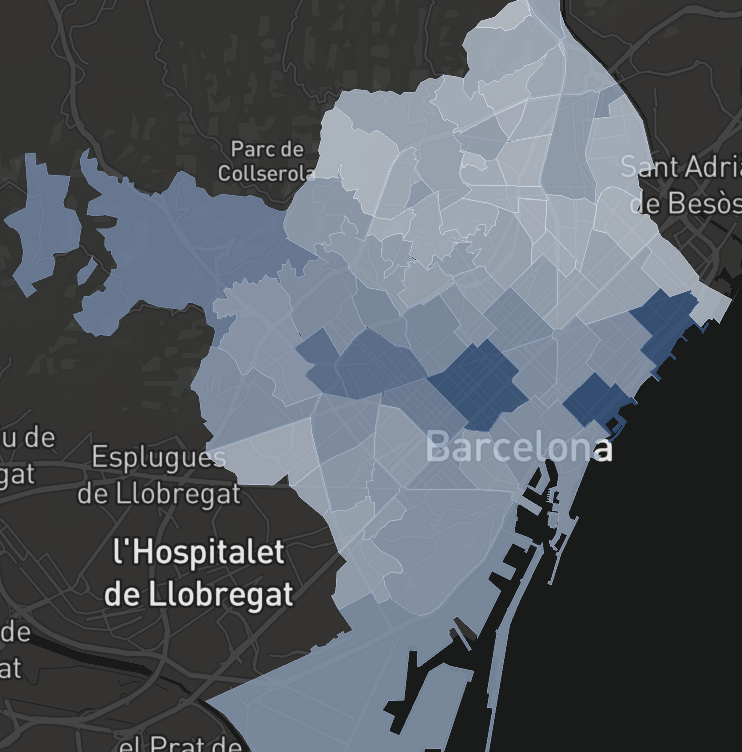 Parc de
Collserola
Sant Adrià
de Besòs
Barcelona
u de
gat
Esplugues
de Llobregat
l'Hospitalet
de Llobregat
de
at
el Prat de